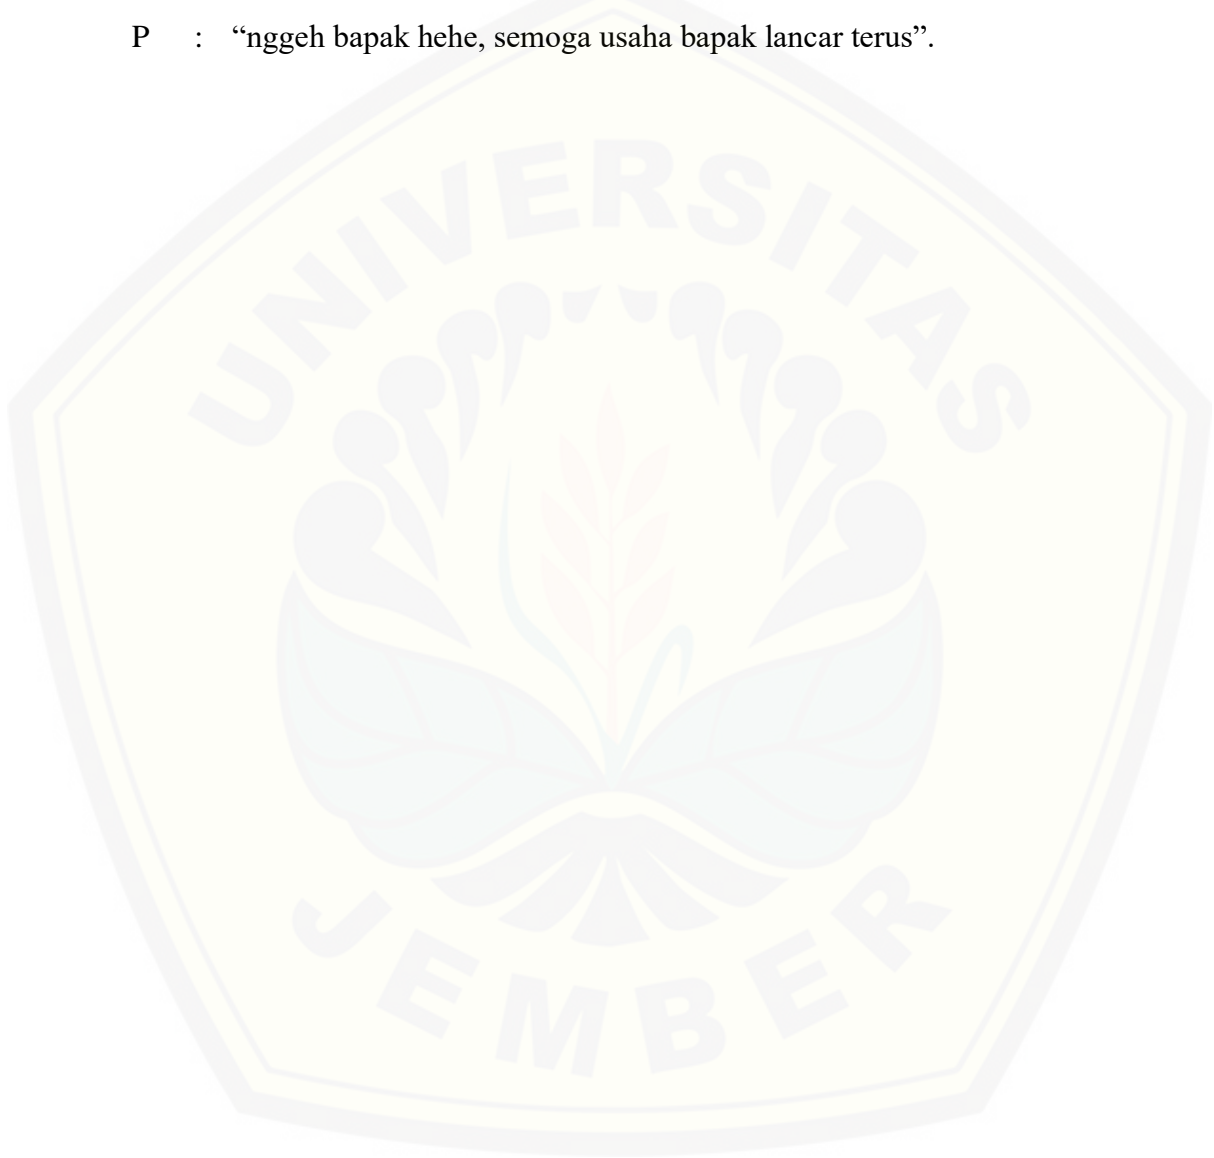 P : “nggeh bapak hehe, semoga usaha bapak lancar terus”.
UNIVERSITAS
JEMBER